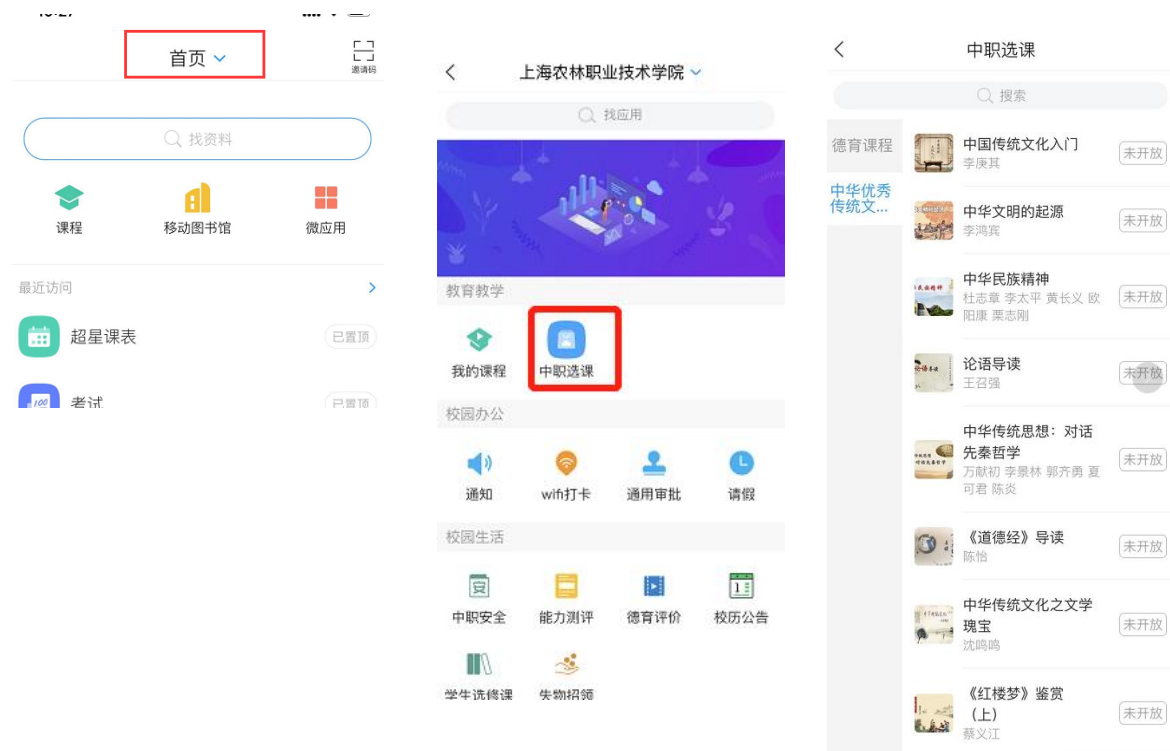 首页
邀请码
找资料
课程
移动图书馆
微应用
最近访问
超星课表
已置顶
考试
已置顶
上海农林职业技术学院
找应用
教育教学
我的课程
中职选课
校园办公
通知
wifi打卡
通用审批
请假
校园生活
中职安全
能力测评
德育评价
校历公告
学生选修课
失物招领
中职选课
搜索
德育课程
中华优秀
传统文...
中国传统文化入门
李庚其
未开放
中华文明的起源
李鸿宾
未开放
中华民族精神
杜志章 李太平 黄长义 欧
阳康 栗志刚
未开放
论语导读
王召强
未开放
中华传统思想：对话
先秦哲学
万献初 李景林 郭齐勇 夏
可君 陈炎
未开放
《道德经》导读
陈怡
未开放
中华传统文化之文学
瑰宝
沈鸣鸣
未开放
《红楼梦》鉴赏
（上）
蔡义江
未开放